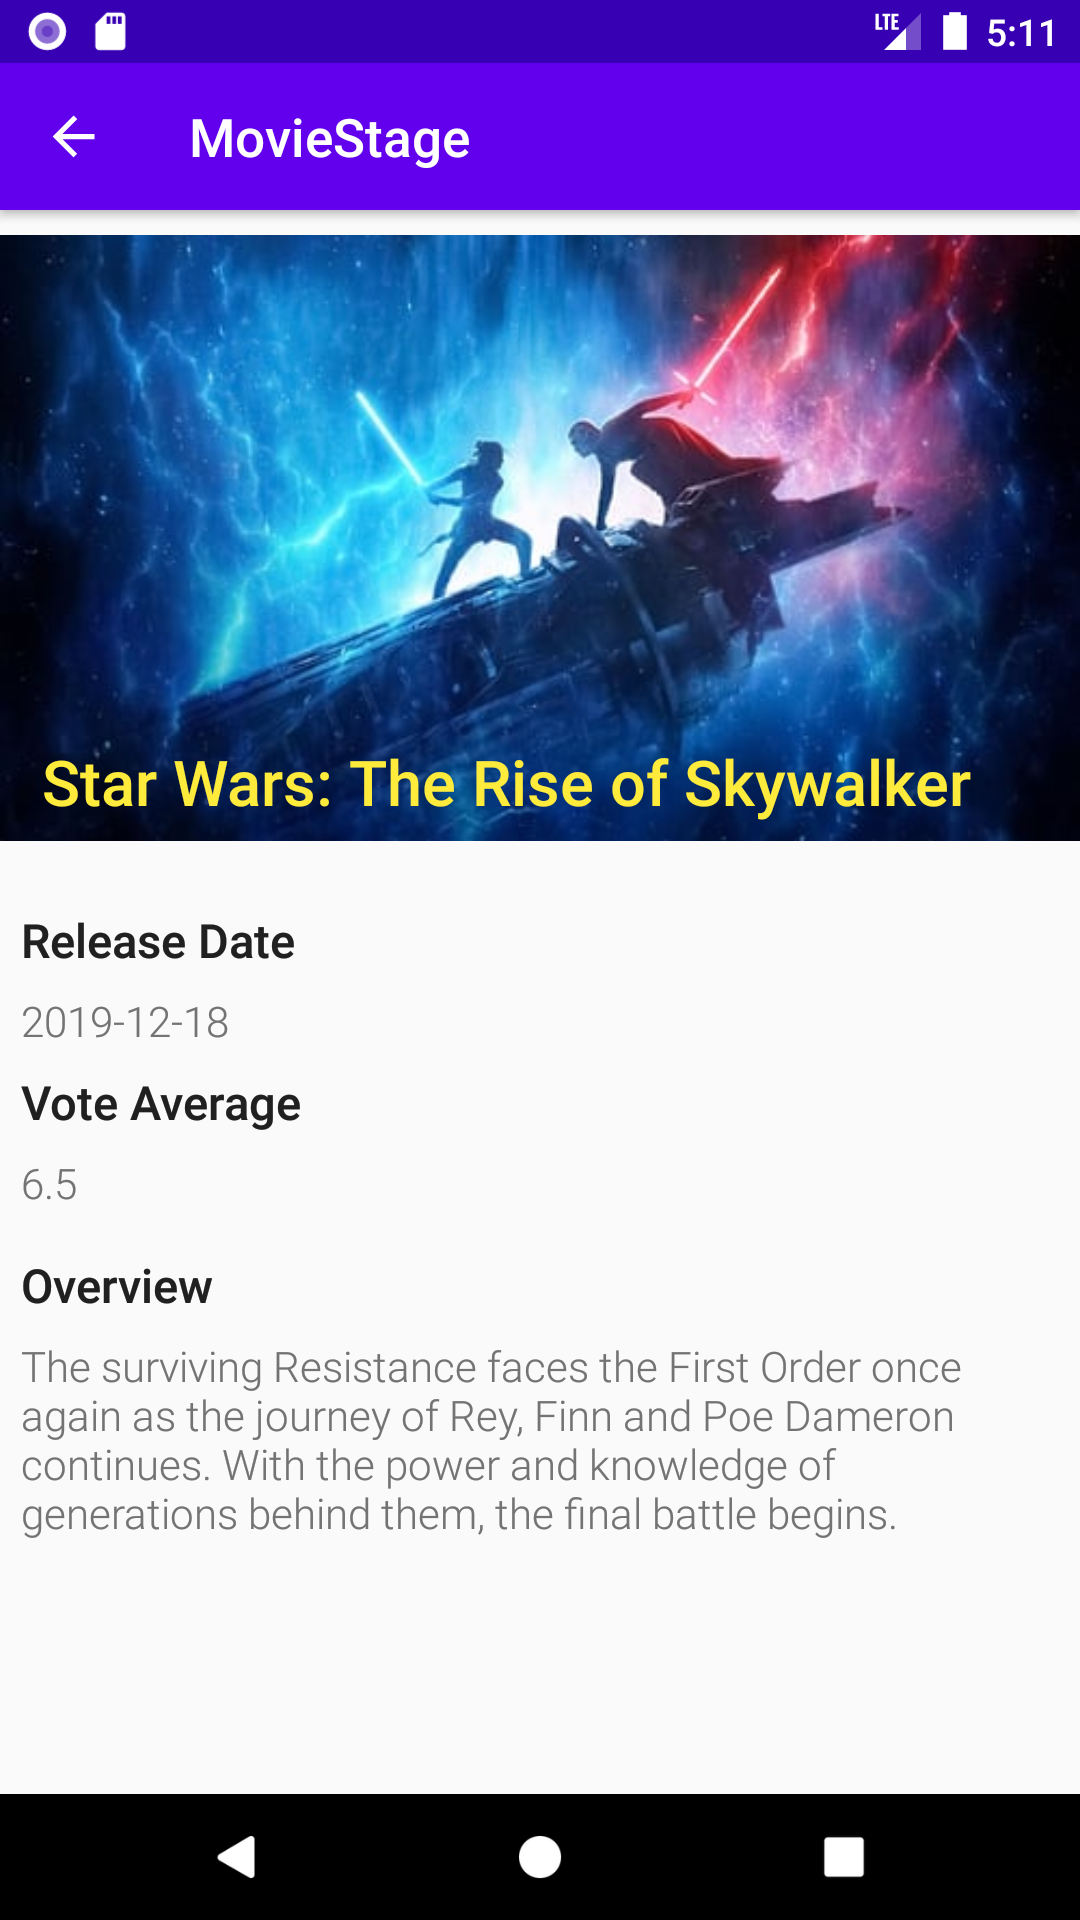 LTE 5:11
MovieStage
Star Wars: The Rise of Skywalker
Release Date
2019-12-18
Vote Average
6.5
Overview
The surviving Resistance faces the First Order once
again as the journey of Rey, Finn and Poe Dameron
continues. With the power and knowledge of
generations behind them, the final battle begins.